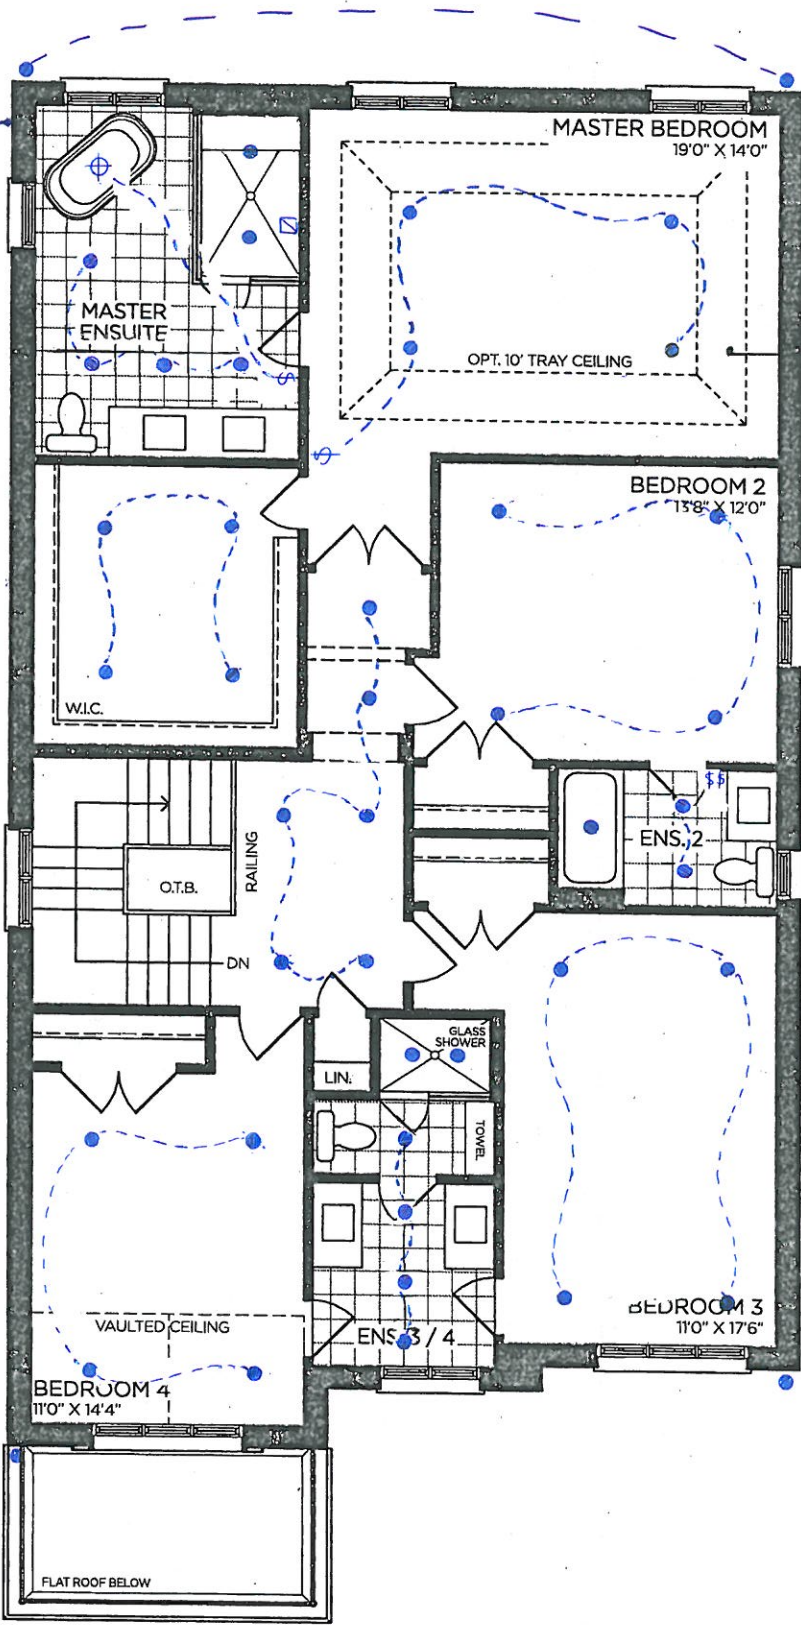 MASTER BEDROOM
19'0" X 14'0"
MASTER
ENSUITE
OPT. 10' TRAY CEILING
$
$
BEDROOM 2
13'8" X 12'0"
W.I.C.
$$
ENS. 2
RAILING
O.T.B.
DN
GLASS
SHOWER
LIN.
TOWEL
VAULTED CEILING
ENS. 3 / 4
BEDROOM 3
11'0" X 17'6"
BEDROOM 4
11'0" X 14'4"
FLAT ROOF BELOW